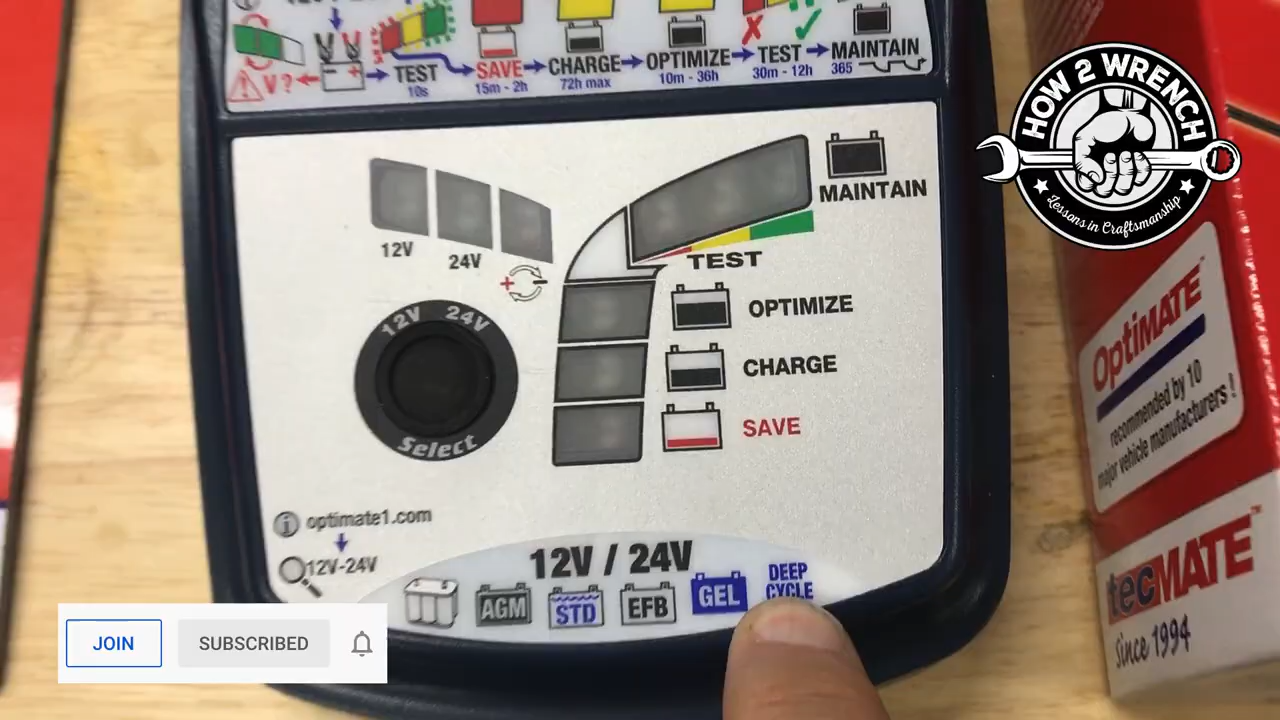 V?
TEST
10s
SAVE
15m - 2h
CHARGE
72h max
OPTIMIZE
10m - 36h
TEST
30m - 12h
MAINTAIN
365
HOW 2 WRENCH
Lessons in Craftsmanship
MAINTAIN
12V
24V
TEST
OPTIMIZE
12V 24V
Select
CHARGE
SAVE
OptiMATE™
recommended by 10
major vehicle manufacturers!
optimate1.com
12V-24V
12V / 24V
AGM
STD
EFB
GEL
DEEP
CYCLE
tecMATE™
since 1994
JOIN
SUBSCRIBED